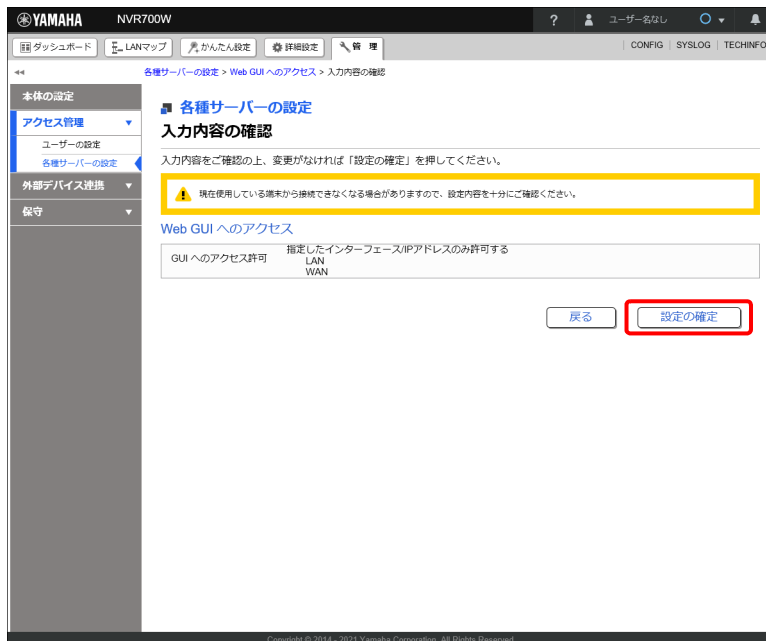 YAMAHA NVR700W ? ユーザー名なし
ダッシュボード LANマップ かんたん設定 詳細設定 管 理 CONFIG SYSLOG TECHINFO
各種サーバーの設定 > Web GUI へのアクセス > 入力内容の確認
本体の設定
アクセス管理
ユーザーの設定
各種サーバーの設定
外部デバイス連携
保守
各種サーバーの設定
入力内容の確認
入力内容をご確認の上、変更がなければ「設定の確定」を押してください。
現在使用している端末から接続できなくなる場合がありますので、設定内容を十分にご確認ください。
Web GUI へのアクセス
GUI へのアクセス許可 指定したインターフェース/IPアドレスのみ許可する
LAN
WAN
戻る 設定の確定
Copyright © 2014 - 2021 Yamaha Corporation. All Rights Reserved.